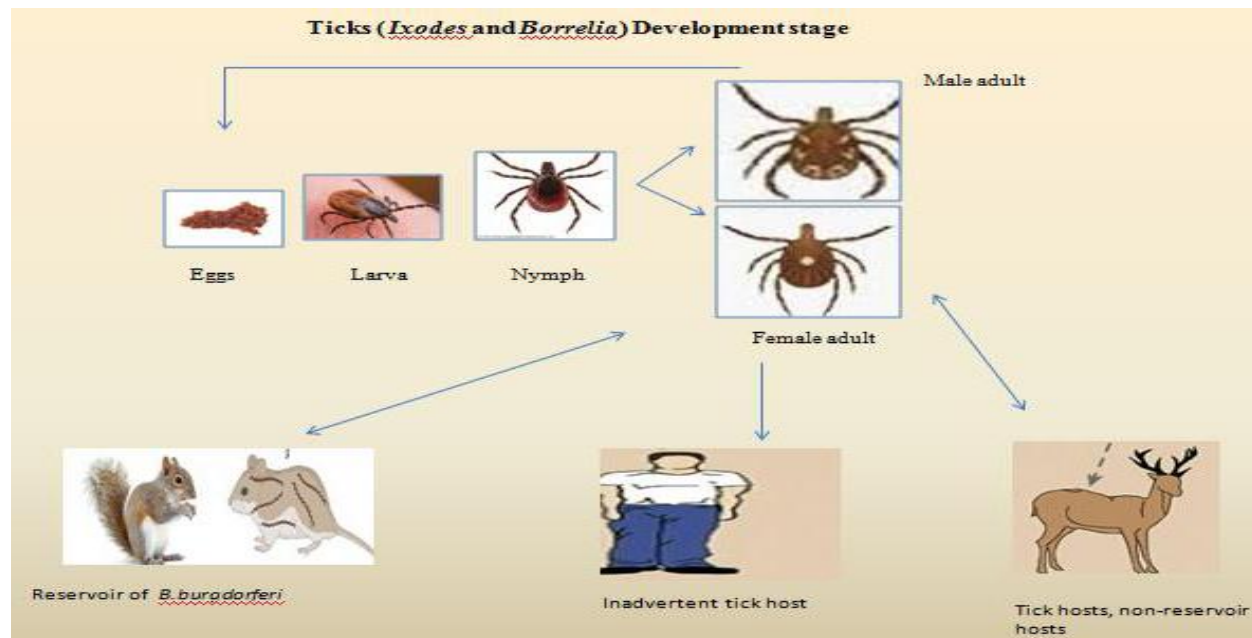 Ticks (Ixodes and Borrelia) Development stage
Male adult
Eggs
Larva
Nymph
Female adult
Reservoir of B.burgdorferi
Inadvertent tick host
Tick hosts, non-reservoir
hosts